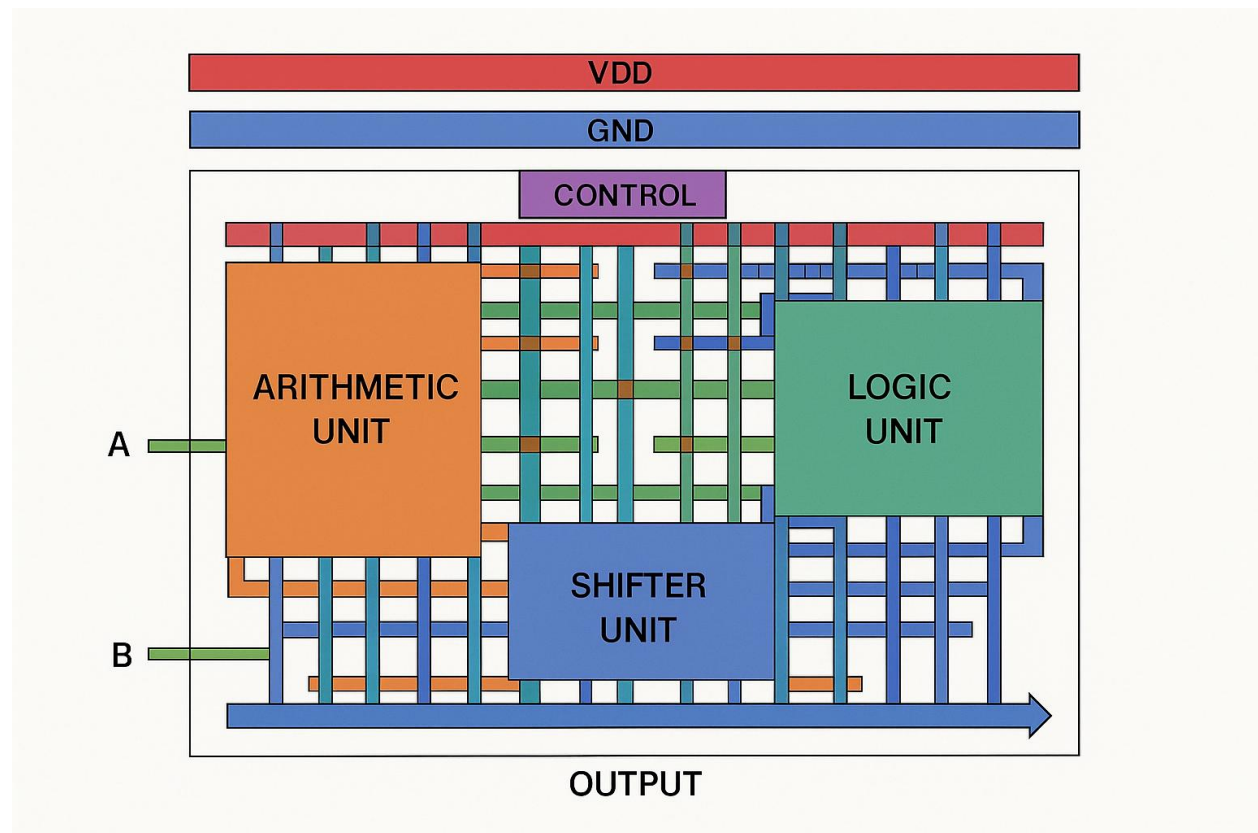 VDD
GND
CONTROL
ARITHMETIC
UNIT
LOGIC
UNIT
A
SHIFTER
UNIT
B
OUTPUT